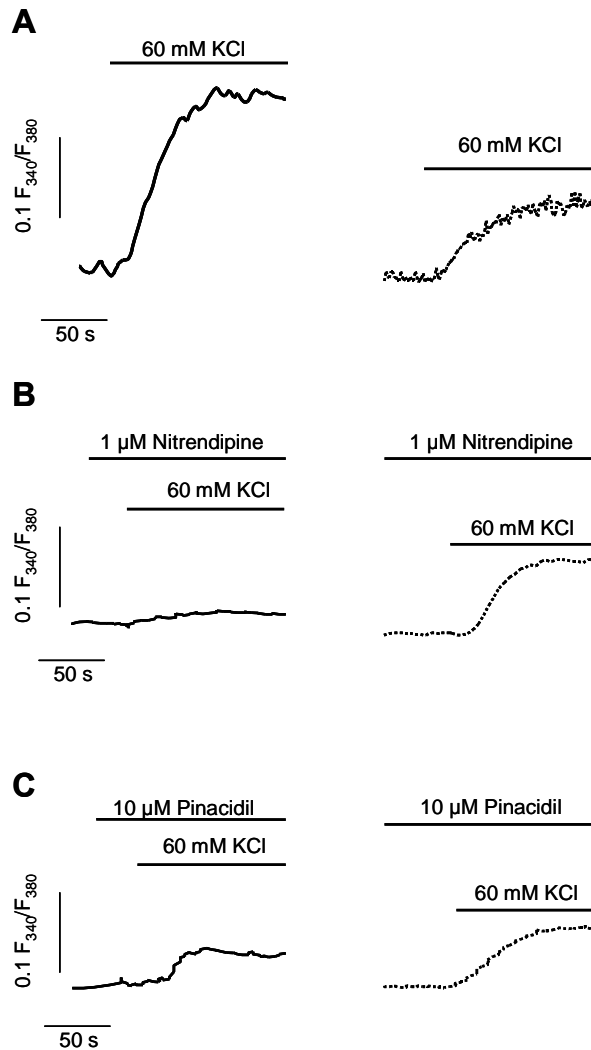 A
60 mM KCl
60 mM KCl
0.1 F340/F380
50 s
B
1 µM Nitrendipine
1 µM Nitrendipine
60 mM KCl
60 mM KCl
0.1 F340/F380
50 s
C
10 µM Pinacidil
10 µM Pinacidil
60 mM KCl
60 mM KCl
0.1 F340/F380
50 s